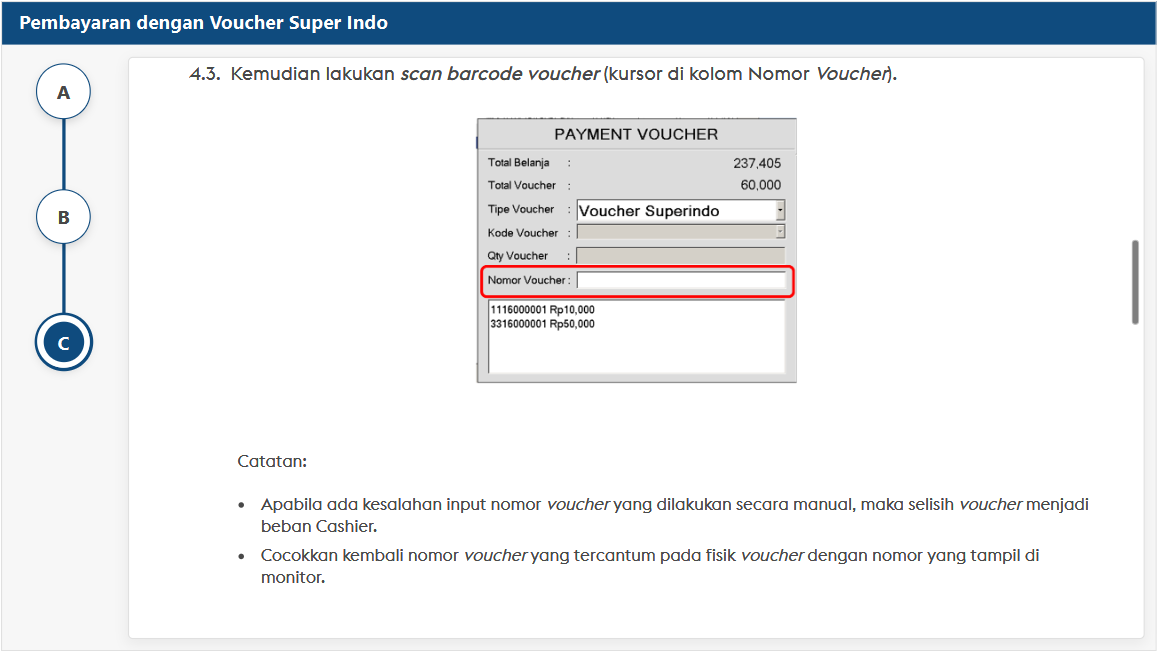 Pembayaran dengan Voucher Super Indo
A
B
C
4.3. Kemudian lakukan scan barcode voucher (kursor di kolom Nomor Voucher).
PAYMENT VOUCHER
Total Belanja : 237,405
Total Voucher : 60,000
Tipe Voucher : Voucher Superindo
Kode Voucher :
Qty Voucher :
Nomor Voucher :
1116000001 Rp10,000
3316000001 Rp50,000
Catatan:
• Apabila ada kesalahan input nomor voucher yang dilakukan secara manual, maka selisih voucher menjadi
beban Cashier.
• Cocokkan kembali nomor voucher yang tercantum pada fisik voucher dengan nomor yang tampil di
monitor.